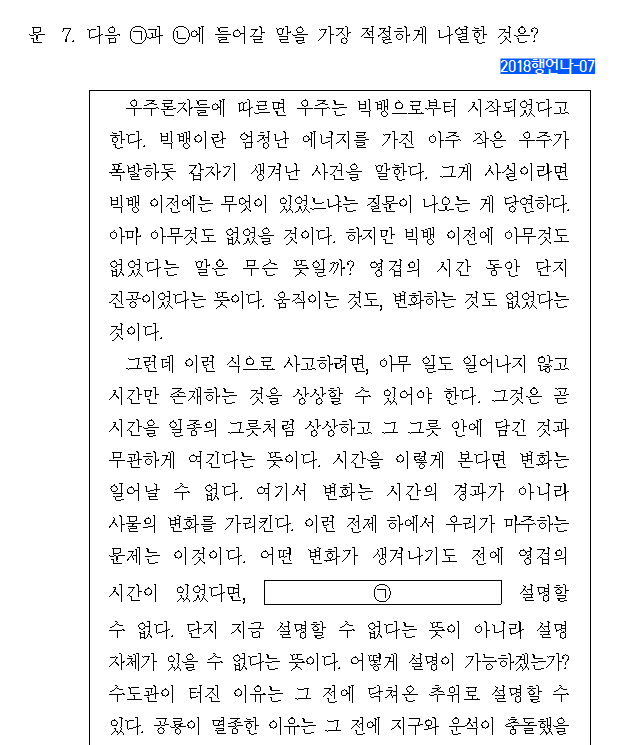 문 7. 다음 ㉠과 ㉡에 들어갈 말을 가장 적절하게 나열한 것은?
2018행언나-07
우주론자들에 따르면 우주는 빅뱅으로부터 시작되었다고
한다. 빅뱅이란 엄청난 에너지를 가진 아주 작은 우주가
폭발하듯 갑자기 생겨난 사건을 말한다. 그게 사실이라면
빅뱅 이전에는 무엇이 있었느냐는 질문이 나오는 게 당연하다.
아마 아무것도 없었을 것이다. 하지만 빅뱅 이전에 아무것도
없었다는 말은 무슨 뜻일까? 영겁의 시간 동안 단지
진공이었다는 뜻이다. 움직이는 것도, 변화하는 것도 없었다는
것이다.
그런데 이런 식으로 사고하려면, 아무 일도 일어나지 않고
시간만 존재하는 것을 상상할 수 있어야 한다. 그것은 곧
시간을 일종의 그릇처럼 상상하고 그 그릇 안에 담긴 것과
무관하게 여긴다는 뜻이다. 시간을 이렇게 본다면 변화는
일어날 수 없다. 여기서 변화는 시간의 경과가 아니라
사물의 변화를 가리킨다. 이런 전제 하에서 우리가 마주하는
문제는 이것이다. 어떤 변화가 생겨나기도 전에 영겁의
시간이 있었다면, ㉠ 설명할
수 없다. 단지 지금 설명할 수 없다는 뜻이 아니라 설명
자체가 있을 수 없다는 뜻이다. 어떻게 설명이 가능하겠는가?
수도관이 터진 이유는 그 전에 닥쳐온 추위로 설명할 수
있다. 공룡이 멸종한 이유는 그 전에 지구와 운석이 충돌했을